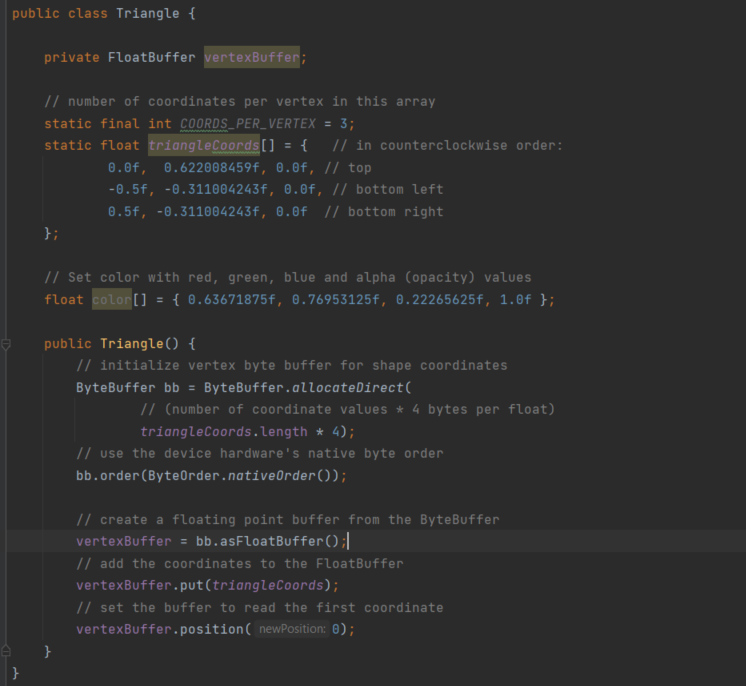 public class Triangle {
private FloatBuffer vertexBuffer;
// number of coordinates per vertex in this array
static final int COORDS_PER_VERTEX = 3;
static float triangleCoords[] = {   // in counterclockwise order:
0.0f,  0.622008459f, 0.0f, // top
-0.5f, -0.311004243f, 0.0f, // bottom left
0.5f, -0.311004243f, 0.0f  // bottom right
};
// Set color with red, green, blue and alpha (opacity) values
float color[] = { 0.63671875f, 0.76953125f, 0.22265625f, 1.0f };
public Triangle() {
// initialize vertex byte buffer for shape coordinates
ByteBuffer bb = ByteBuffer.allocateDirect(
// (number of coordinate values * 4 bytes per float)
triangleCoords.length * 4);
// use the device hardware's native byte order
bb.order(ByteOrder.nativeOrder());
// create a floating point buffer from the ByteBuffer
vertexBuffer = bb.asFloatBuffer();
// add the coordinates to the FloatBuffer
vertexBuffer.put(triangleCoords);
// set the buffer to read the first coordinate
vertexBuffer.position( newPosition: 0);
}
}